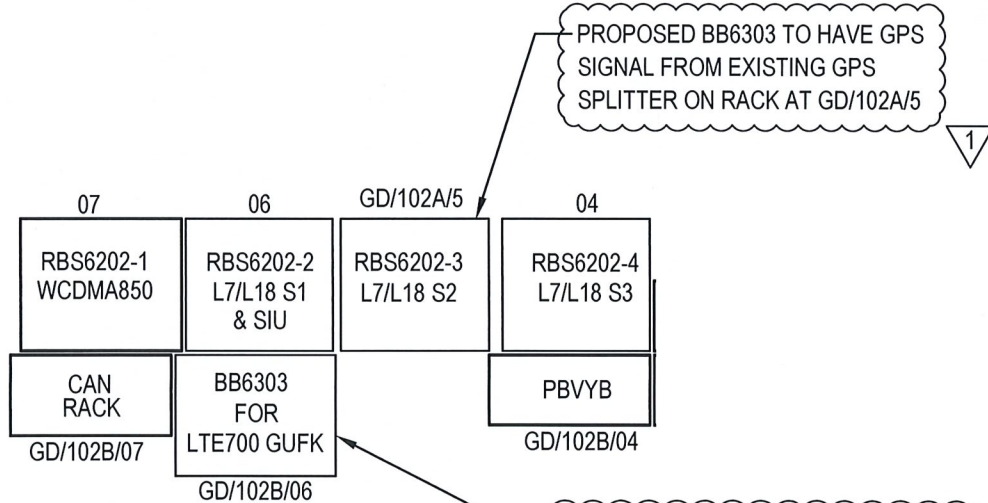 PROPOSED BB6303 TO HAVE GPS
SIGNAL FROM EXISTING GPS
SPLITTER ON RACK AT GD/102A/5
1
07
06
GD/102A/5
04
RBS6202-1
WCDMA850
RBS6202-2
L7/L18 S1
& SIU
RBS6202-3
L7/L18 S2
RBS6202-4
L7/L18 S3
CAN
RACK
BB6303
FOR
LTE700 GUFK
PBVYB
GD/102B/07
GD/102B/06
GD/102B/04